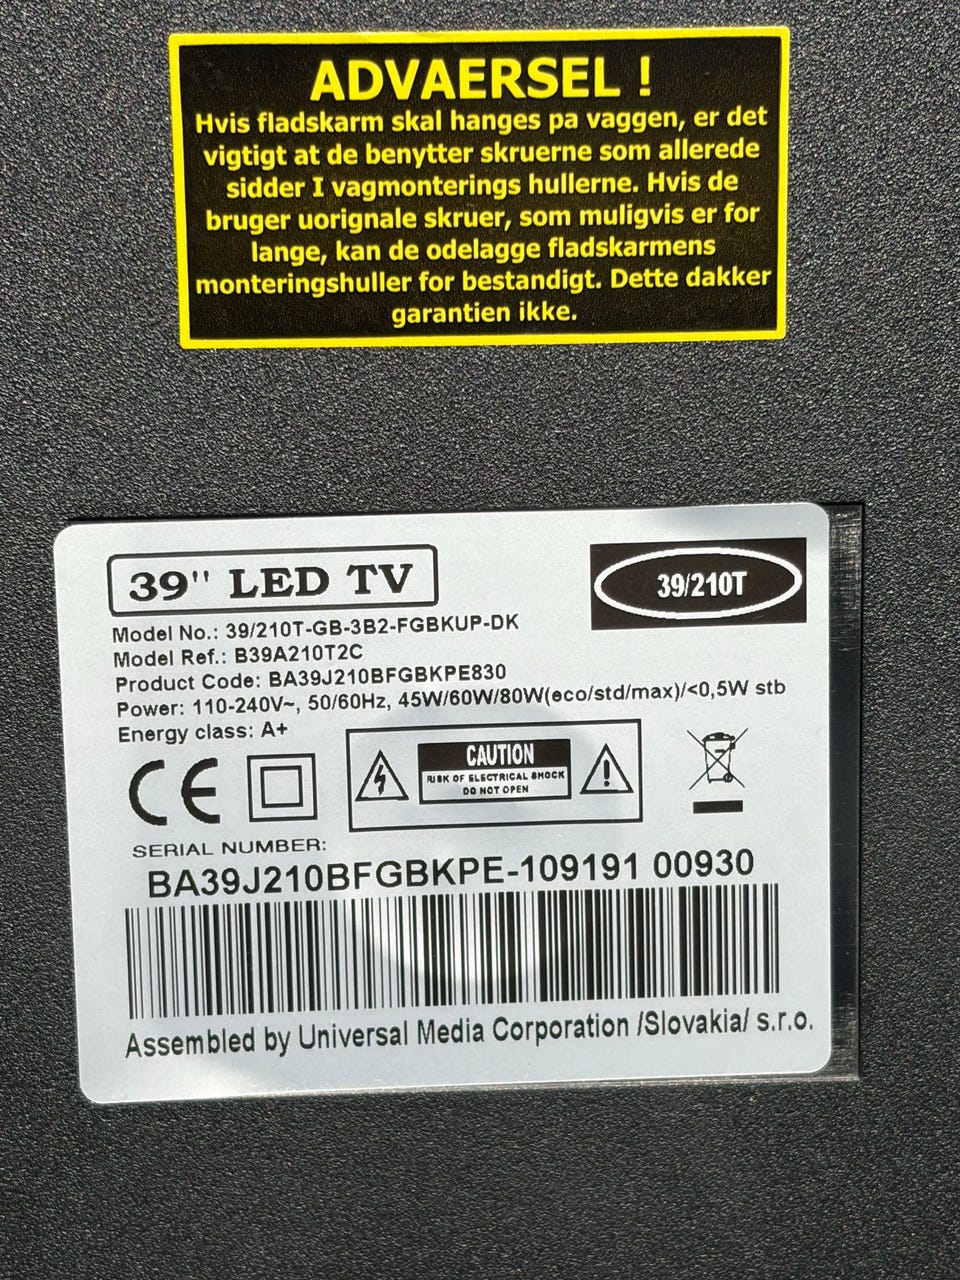 ADVAERSEL !
Hvis fladskarm skal hanges pa vaggen, er det
vigtigt at de benytter skruerne som allerede
sidder I vagmonterings hullerne. Hvis de
bruger uorignale skruer, som muligvis er for
lange, kan de odelagge fladskarmens
monteringshuller for bestandigt. Dette dakker
garantien ikke.
39" LED TV
39/210T
Model No.: 39/210T-GB-3B2-FGBKUP-DK
Model Ref.: B39A210T2C
Product Code: BA39J210BFGBKPE830
Power: 110-240V~, 50/60Hz, 45W/60W/80W(eco/std/max)/<0,5W stb
Energy class: A+
CE
CAUTION
RISK OF ELECTRICAL SHOCK
DO NOT OPEN
SERIAL NUMBER:
BA39J210BFGBKPE-109191 00930
Assembled by Universal Media Corporation /Slovakia/ s.r.o.